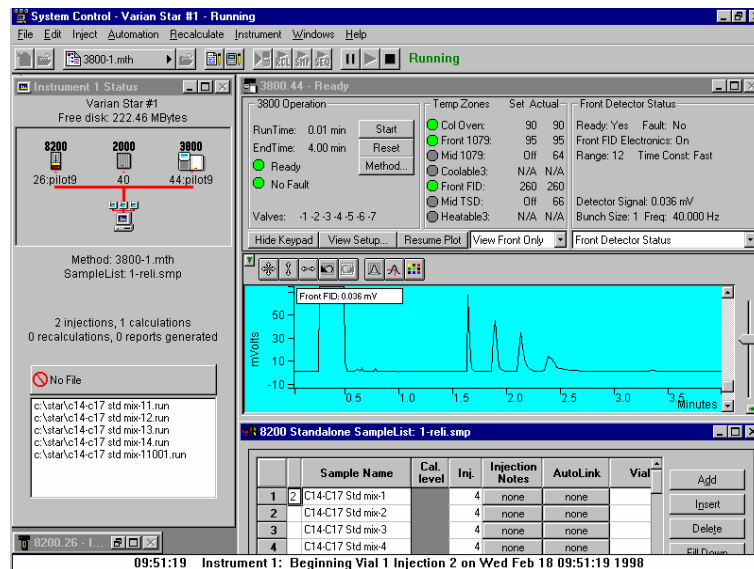 System Control - Varian Star #1 - Running
File Edit Inject Automation Recalculate Instrument Windows Help
3800-1.mth RCL SMP SEQ Running
Instrument 1 Status
Varian Star #1
Free disk: 222.46 MBytes
8200 2000 3800
26:pilot9 40 44:pilot9
Method: 3800-1.mth
SampleList: 1-reli.smp
2 injections, 1 calculations
0 recalculations, 0 reports generated
No File
c:\star\c14-c17 std mix-11.run
c:\star\c14-c17 std mix-12.run
c:\star\c14-c17 std mix-13.run
c:\star\c14-c17 std mix-14.run
c:\star\c14-c17 std mix-11001.run
8200.26 - I...
3800.44 - Ready
3800 Operation
RunTime: 0.01 min Start
EndTime: 4.00 min Reset
Ready Method...
No Fault
Valves: -1 -2 -3 -4 -5 -6 -7
Temp Zones Set Actual
Col Oven: 90 90
Front 1079: 95 95
Mid 1079: Off 64
Coolable3: N/A N/A
Front FID: 260 260
Mid TSD: Off 66
Heatable3: N/A N/A
Front Detector Status
Ready: Yes Fault: No
Front FID Electronics: On
Range: 12 Time Const: Fast
Detector Signal: 0.036 mV
Bunch Size: 1 Freq: 40.000 Hz
Hide Keypad View Setup... Resume Plot View Front Only Front Detector Status
Front FID: 0.036 mV
mVolts
50
30
10
-10
0.5 1.0 1.5 2.0 2.5 3.0 3.5
Minutes
8200 Standalone SampleList: 1-reli.smp
Sample Name Cal. level Inj. Injection Notes AutoLink Vial
1 2 C14-C17 Std mix-1 4 none none
2 C14-C17 Std mix-2 4 none none
3 C14-C17 Std mix-3 4 none none
4 C14-C17 Std mix-4 4 none none
Add
Insert
Delete
Fill Down
09:51:19 Instrument 1: Beginning Vial 1 Injection 2 on Wed Feb 18 09:51:19 1998